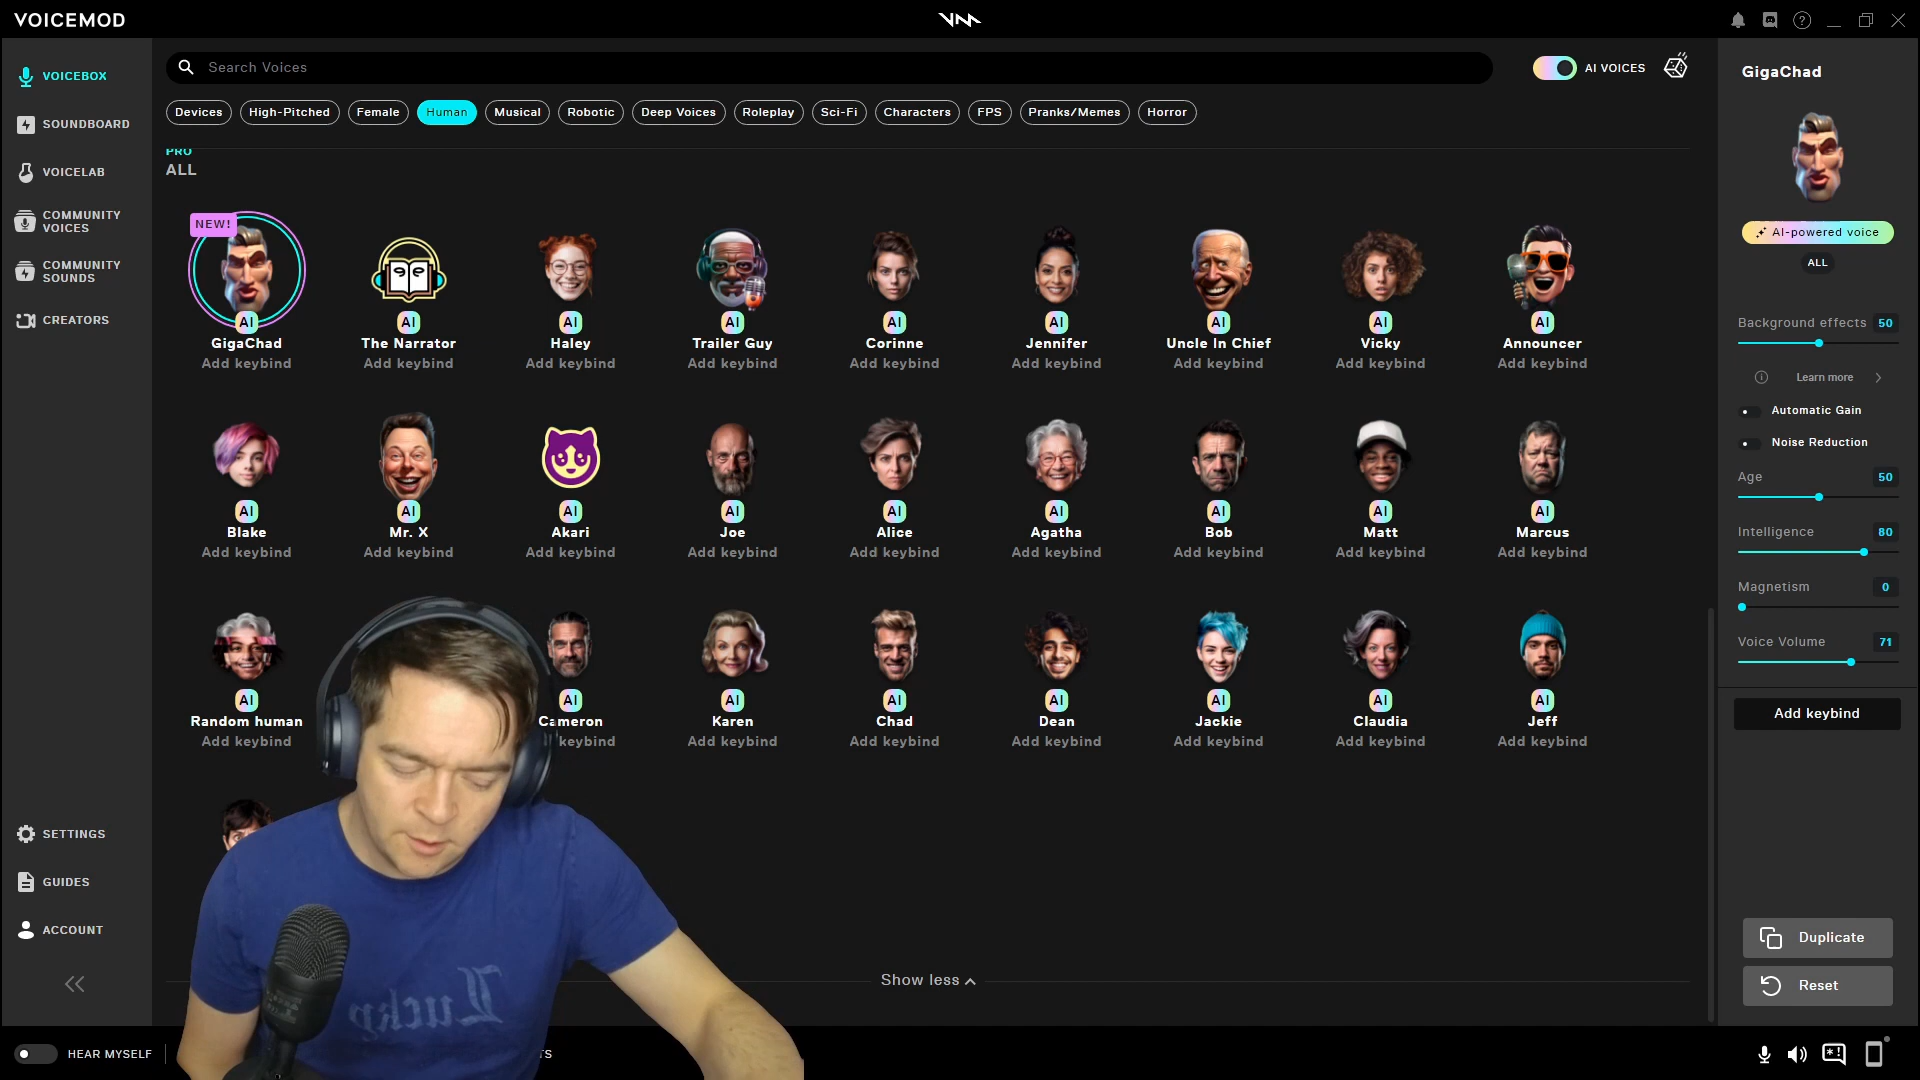 VOICEMOD
VOICEBOX
SOUNDBOARD
VOICELAB
COMMUNITY
VOICES
COMMUNITY
SOUNDS
CREATORS
SETTINGS
GUIDES
ACCOUNT
Search Voices
AI VOICES
Devices
High-Pitched
Female
Human
Musical
Robotic
Deep Voices
Roleplay
Sci-Fi
Characters
FPS
Pranks/Memes
Horror
PRO
ALL
NEW!
AI AI AI AI AI AI AI AI AI
GigaChad The Narrator Haley Trailer Guy Corinne Jennifer Uncle In Chief Vicky Announcer
Add keybind Add keybind Add keybind Add keybind Add keybind Add keybind Add keybind Add keybind Add keybind
AI AI AI AI AI AI AI AI AI
Blake Mr. X Akari Joe Alice Agatha Bob Matt Marcus
Add keybind Add keybind Add keybind Add keybind Add keybind Add keybind Add keybind Add keybind Add keybind
AI AI AI AI AI AI AI AI
Random human Cameron Karen Chad Dean Jackie Claudia Jeff
Add keybind keybind Add keybind Add keybind Add keybind Add keybind Add keybind Add keybind
Show less
Lucky
HEAR MYSELF
GigaChad
AI-powered voice
ALL
Background effects 50
Learn more
Automatic Gain
Noise Reduction
Age 50
Intelligence 80
Magnetism 0
Voice Volume 71
Add keybind
Duplicate
Reset